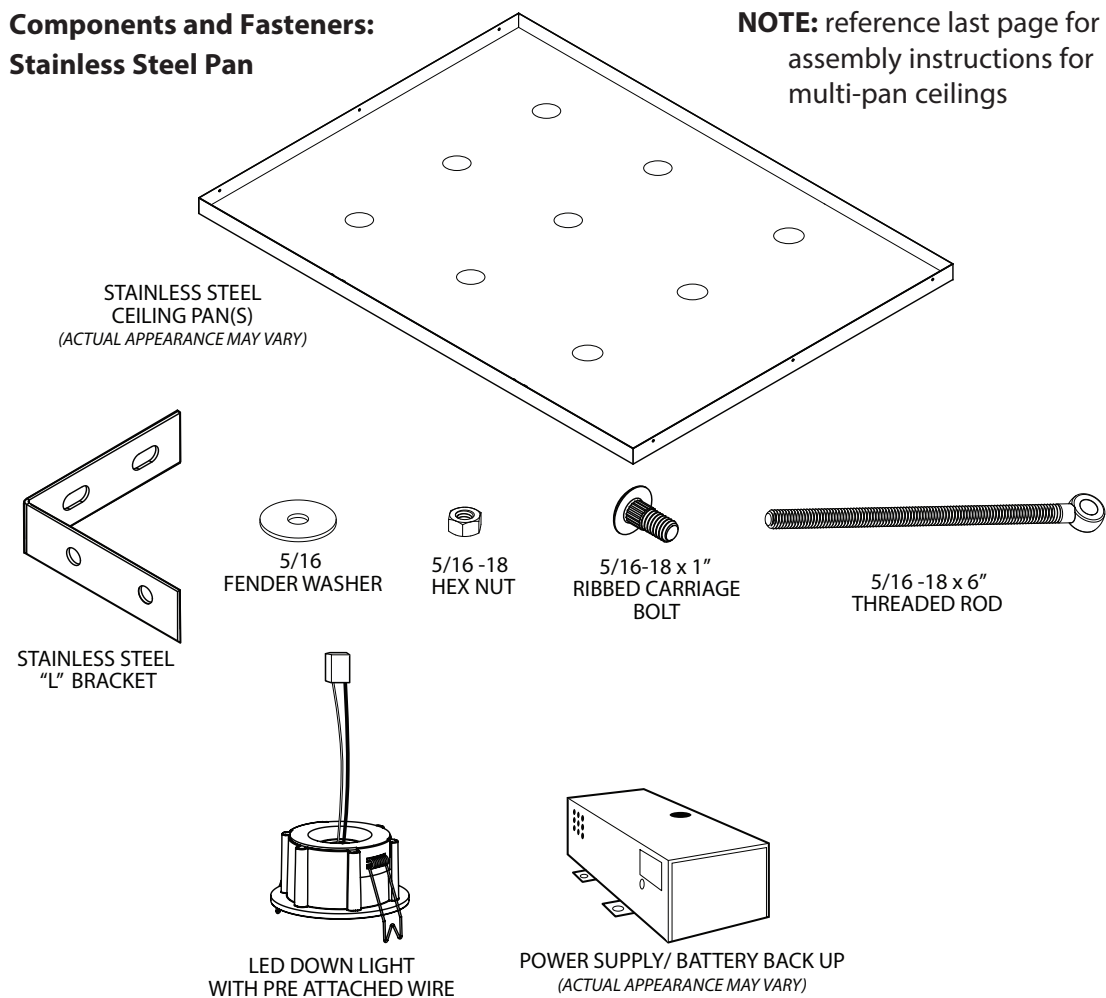 Components and Fasteners:
Stainless Steel Pan
NOTE: reference last page for
assembly instructions for
multi-pan ceilings
STAINLESS STEEL
CEILING PAN(S)
(ACTUAL APPEARANCE MAY VARY)
5/16
FENDER WASHER
5/16 -18
HEX NUT
5/16-18 x 1”
RIBBED CARRIAGE
BOLT
5/16 -18 x 6”
THREADED ROD
STAINLESS STEEL
“L” BRACKET
LED DOWN LIGHT
WITH PRE ATTACHED WIRE
POWER SUPPLY/ BATTERY BACK UP
(ACTUAL APPEARANCE MAY VARY)